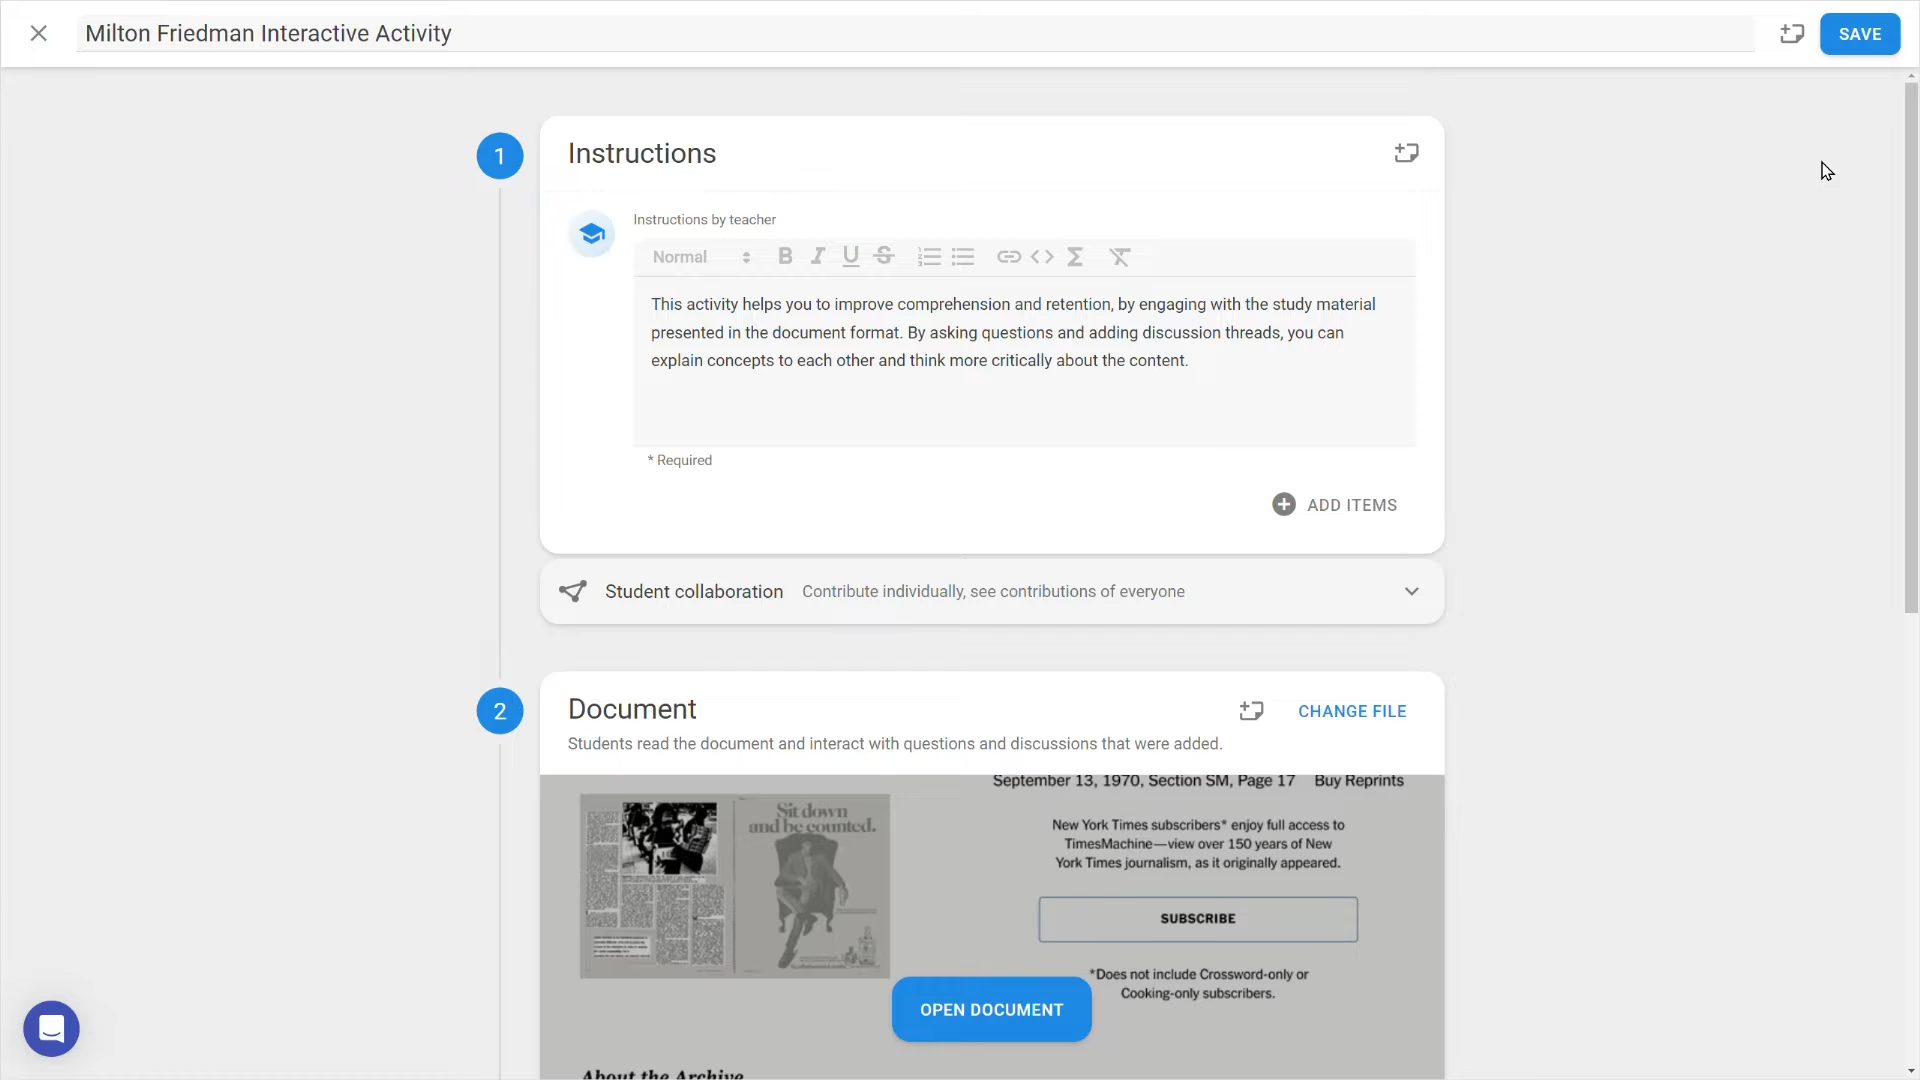 Milton Friedman Interactive Activity
SAVE
1
Instructions
Instructions by teacher
Normal
This activity helps you to improve comprehension and retention, by engaging with the study material
presented in the document format. By asking questions and adding discussion threads, you can
explain concepts to each other and think more critically about the content.
* Required
ADD ITEMS
Student collaboration Contribute individually, see contributions of everyone
2
Document
CHANGE FILE
Students read the document and interact with questions and discussions that were added.
September 13, 1970, Section SM, Page 17 Buy Reprints
Sit down
and be counted.
New York Times subscribers* enjoy full access to
TimesMachine—view over 150 years of New
York Times journalism, as it originally appeared.
SUBSCRIBE
*Does not include Crossword-only or
Cooking-only subscribers.
OPEN DOCUMENT
About the Archive